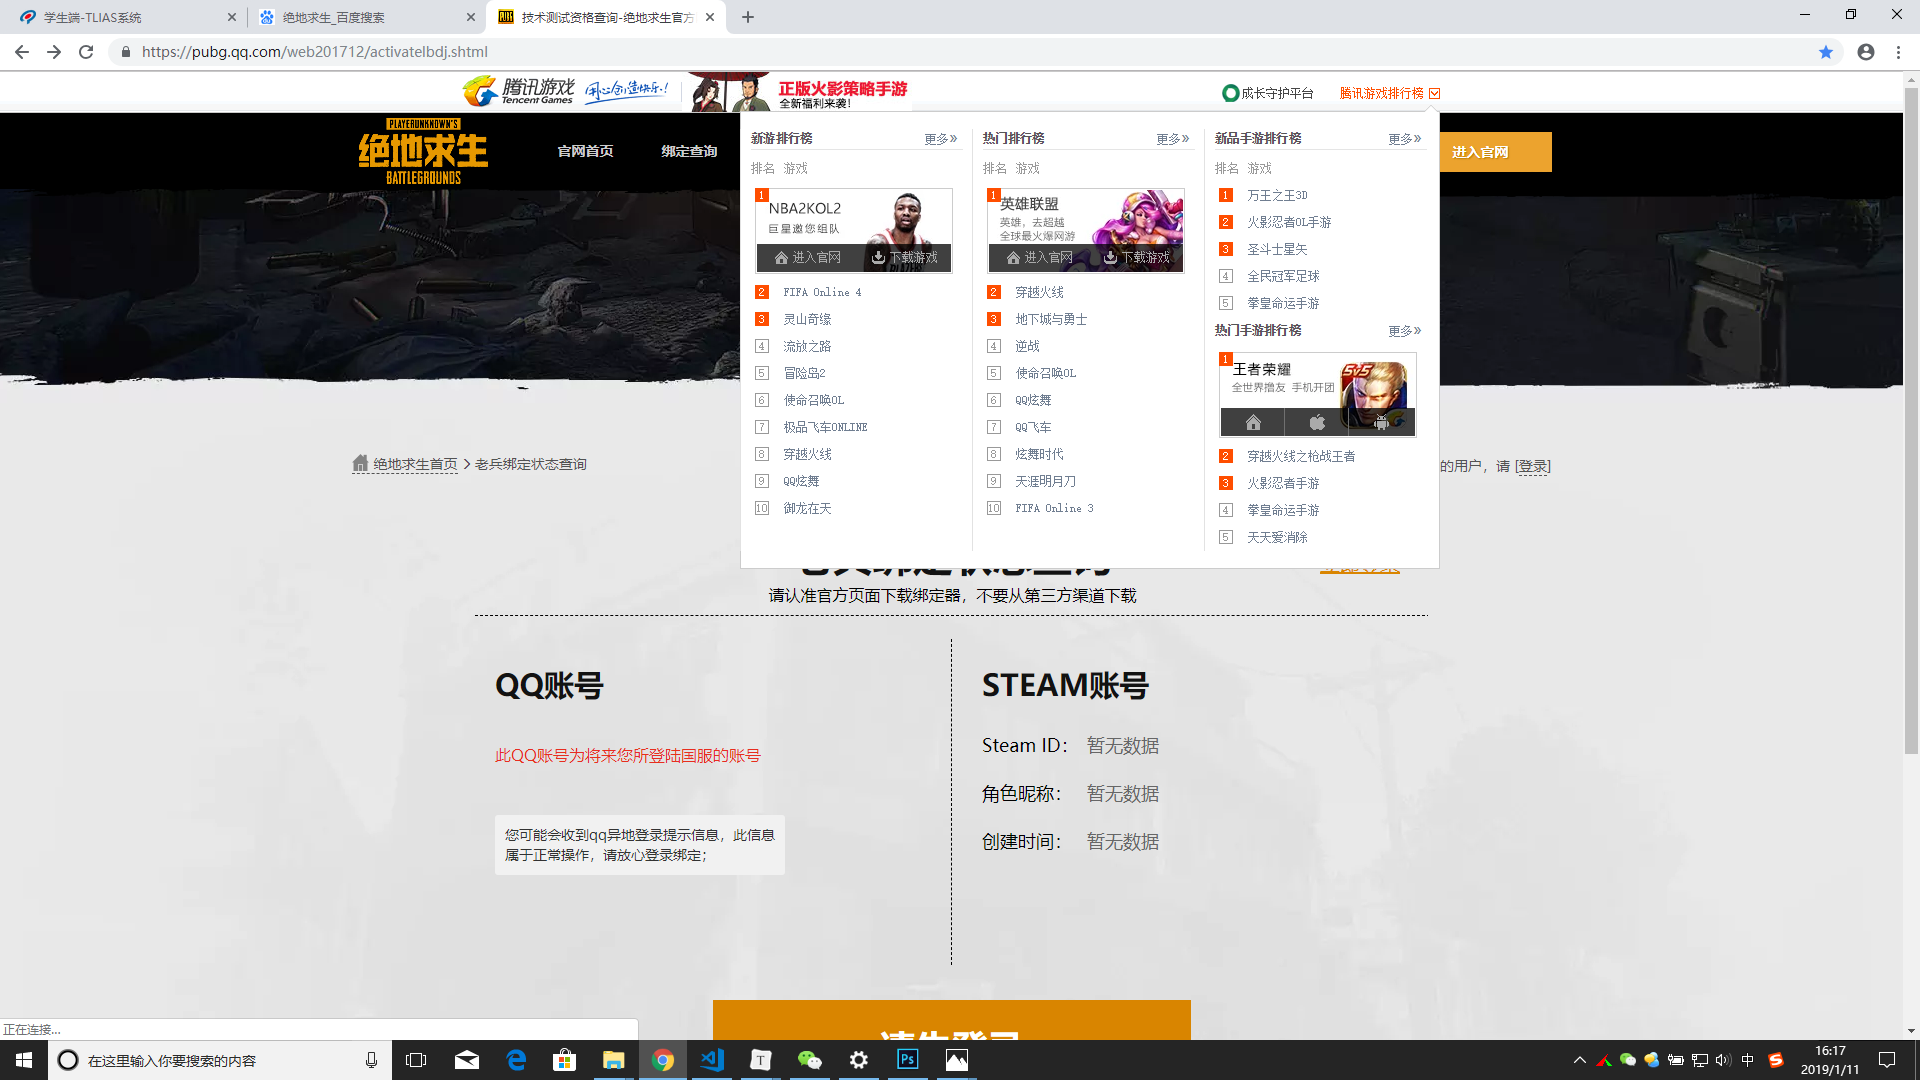 学生端-TLIAS系统
绝地求生_百度搜索
技术测试资格查询-绝地求生官方
https://pubg.qq.com/web201712/activatelbdj.shtml
腾讯游戏
Tencent Games
用心创造快乐!
正版火影策略手游
全新福利来袭!
成长守护平台
腾讯游戏排行榜
PLAYERUNKNOWN'S
绝地求生
BATTLEGROUNDS
官网首页
绑定查询
进入官网
新游排行榜 更多»
排名 游戏
1
NBA2KOL2
巨星邀您组队
进入官网 下载游戏
2 FIFA Online 4
3 灵山奇缘
4 流放之路
5 冒险岛2
6 使命召唤OL
7 极品飞车ONLINE
8 穿越火线
9 QQ炫舞
10 御龙在天
热门排行榜 更多»
排名 游戏
1
英雄联盟
英雄，去超越
全球最火爆网游
进入官网 下载游戏
2 穿越火线
3 地下城与勇士
4 逆战
5 使命召唤OL
6 QQ炫舞
7 QQ飞车
8 炫舞时代
9 天涯明月刀
10 FIFA Online 3
新品手游排行榜 更多»
排名 游戏
1 万王之王3D
2 火影忍者OL手游
3 圣斗士星矢
4 全民冠军足球
5 拳皇命运手游
热门手游排行榜 更多»
1
王者荣耀
全世界撸友 手机开团
5V5
2 穿越火线之枪战王者
3 火影忍者手游
4 拳皇命运手游
5 天天爱消除
绝地求生首页 > 老兵绑定状态查询
的用户，请 [登录]
请认准官方页面下载绑定器，不要从第三方渠道下载
QQ账号
此QQ账号为将来您所登陆国服的账号
您可能会收到qq异地登录提示信息，此信息
属于正常操作，请放心登录绑定；
STEAM账号
Steam ID： 暂无数据
角色昵称： 暂无数据
创建时间： 暂无数据
正在连接...
在这里输入你要搜索的内容
中
16:17
2019/1/11